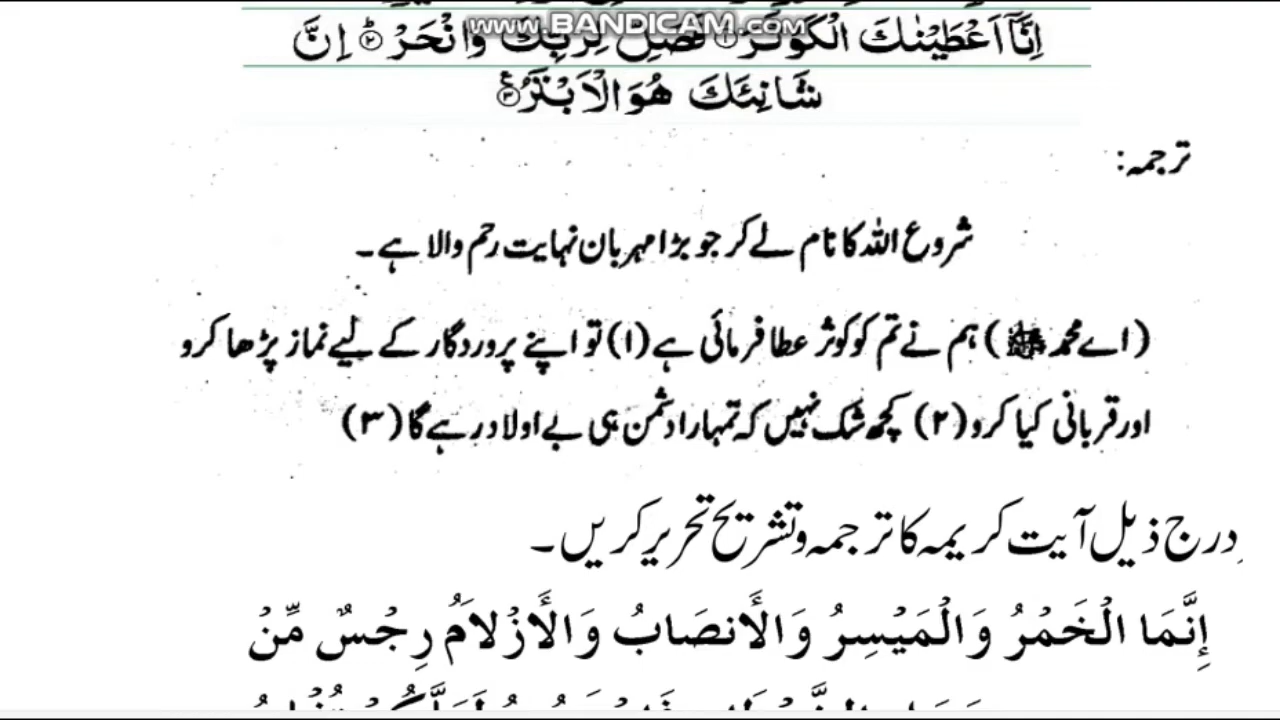 www.BANDICAM.com
اِنَّآ اَعْطَيْنٰكَ الْكَوْثَرَ ۝١ فَصَلِّ لِرَبِّكَ وَانْحَرْ ۝٢ اِنَّ
شَانِئَكَ هُوَ الْاَبْتَرُ ۝٣
ترجمہ:
شروع اللہ کا نام لے کر جو بڑا مہربان نہایت رحم والا ہے۔
(اے محمد ﷺ) ہم نے تم کو کوثر عطا فرمائی ہے (۱) تو اپنے پروردگار کے لیے نماز پڑھا کرو
اور قربانی کیا کرو (۲) کچھ شک نہیں کہ تمہارا دشمن ہی بے اولاد رہے گا (۳)
درج ذیل آیت کریمہ کا ترجمہ و تشریح تحریر کریں۔
إِنَّمَا الْخَمْرُ وَالْمَيْسِرُ وَالْأَنصَابُ وَالْأَزْلَامُ رِجْسٌ مِّنْ